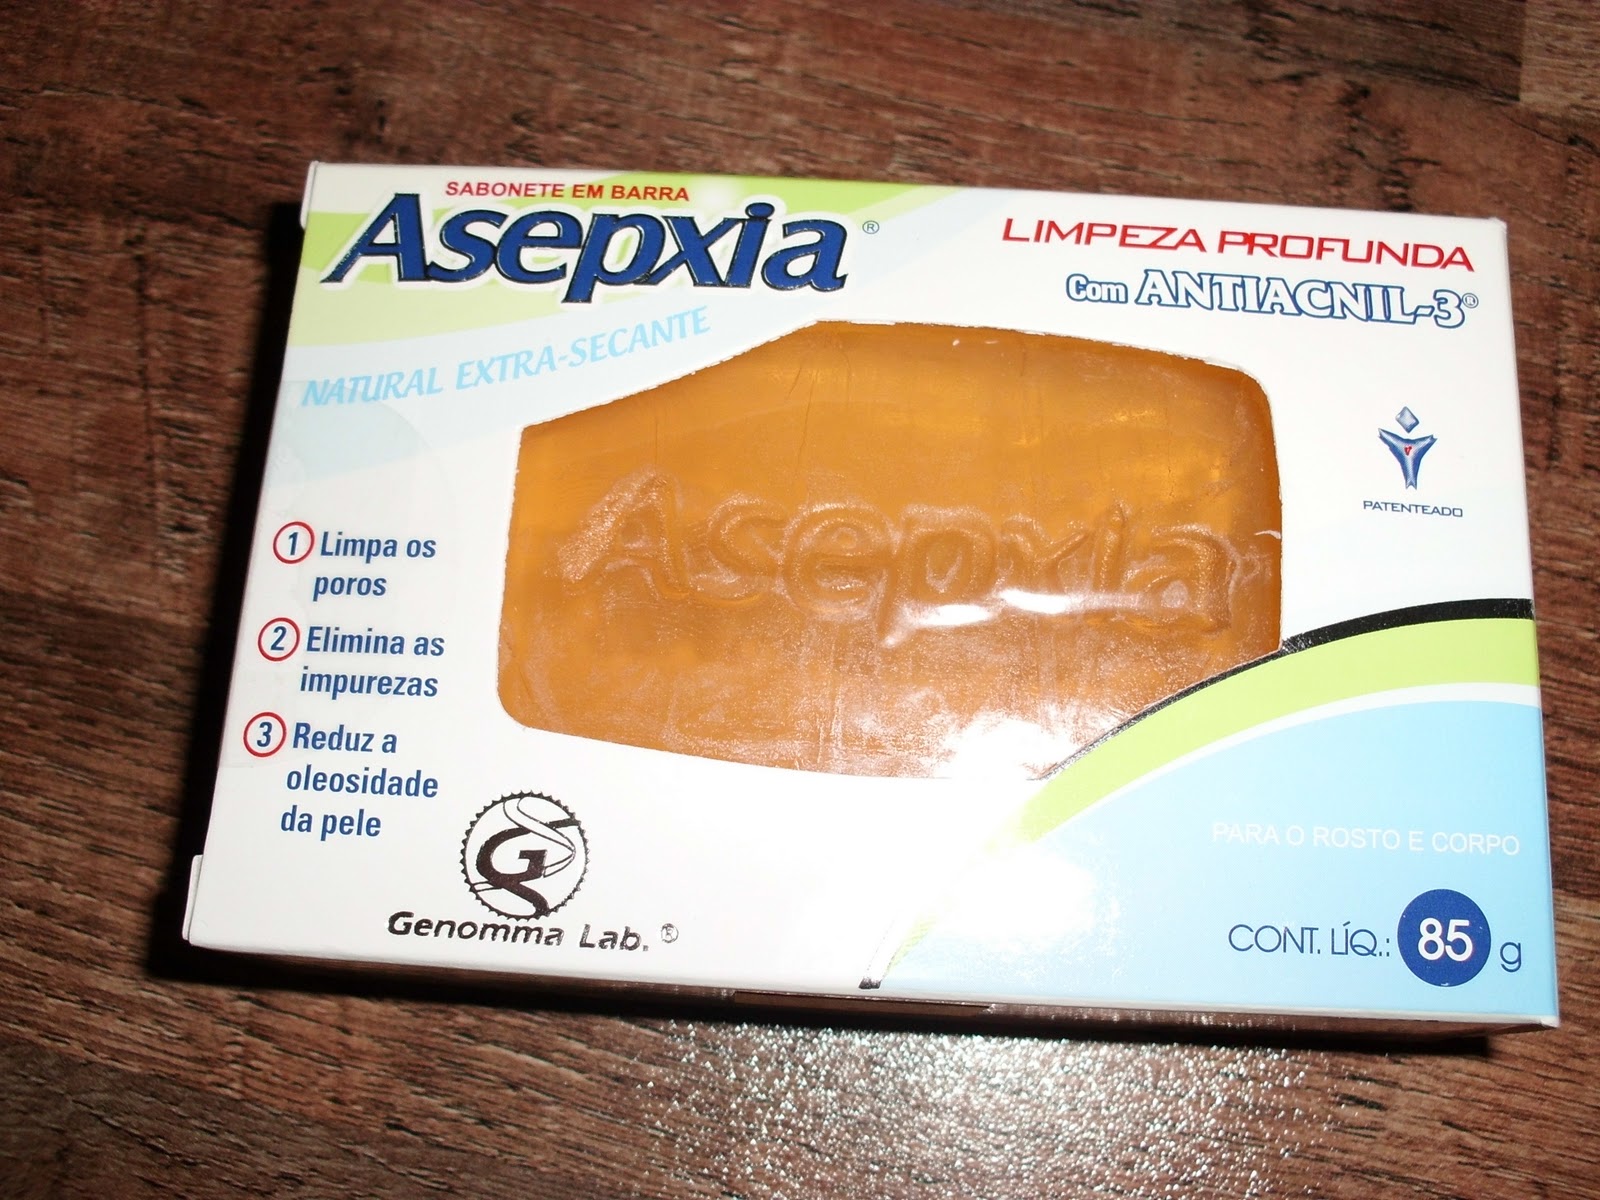 SABONETE EM BARRA
Asepxia®
NATURAL EXTRA-SECANTE
LIMPEZA PROFUNDA
Com ANTIACNIL-3®
PATENTEADO
Asepxia
1 Limpa os
poros
2 Elimina as
impurezas
3 Reduz a
oleosidade
da pele
G
Genomma Lab.®
PARA O ROSTO E CORPO
CONT. LÍQ.: 85 g